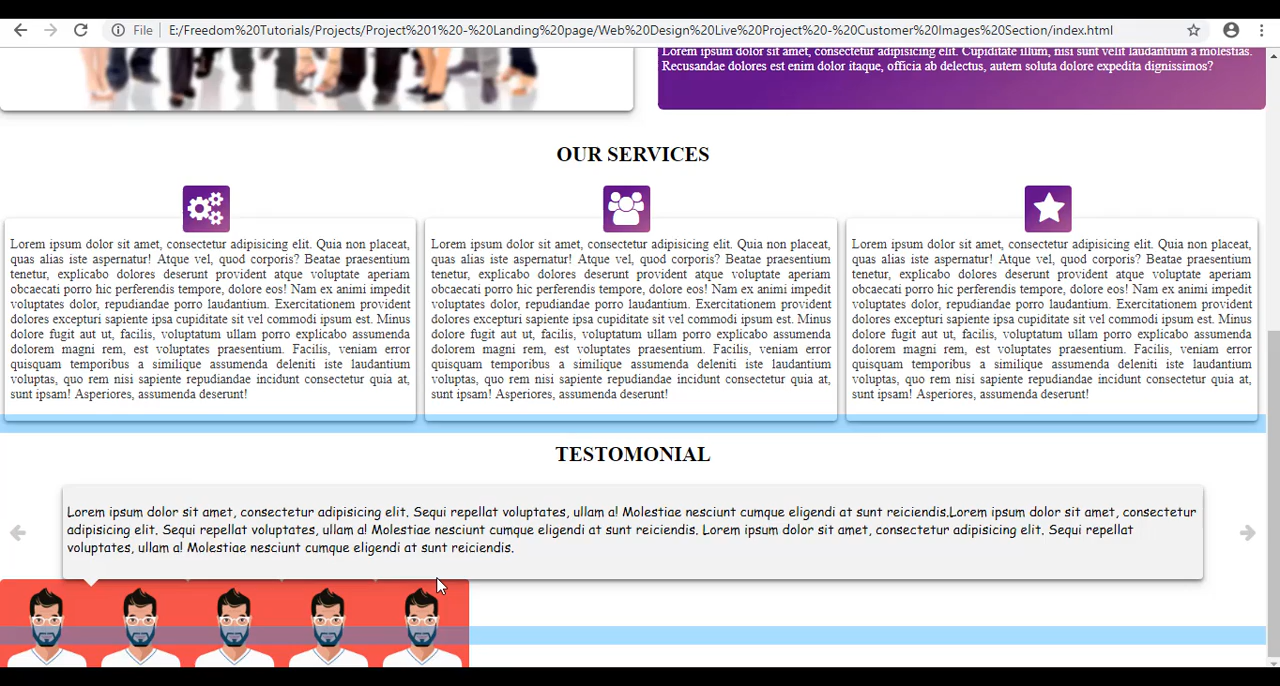 File
E:/Freedom%20Tutorials/Projects/Project%201%20-%20Landing%20page/Web%20Design%20Live%20Project%20-%20Customer%20Images%20Section/index.html
Lorem ipsum dolor sit amet, consectetur adipisicing elit. Cupiditate illum, nisi sunt velit laudantium a molestias.
Recusandae dolores est enim dolor itaque, officia ab delectus, autem soluta dolore expedita dignissimos?
OUR SERVICES
Lorem ipsum dolor sit amet, consectetur adipisicing elit. Quia non placeat,
quas alias iste aspernatur! Atque vel, quod corporis? Beatae praesentium
tenetur, explicabo dolores deserunt provident atque voluptate aperiam
obcaecati porro hic perferendis tempore, dolore eos! Nam ex animi impedit
voluptates dolor, repudiandae porro laudantium. Exercitationem provident
dolores excepturi sapiente ipsa cupiditate sit vel commodi ipsum est. Minus
dolore fugit aut ut, facilis, voluptatum ullam porro explicabo assumenda
dolorem magni rem, est voluptates praesentium. Facilis, veniam error
quisquam temporibus a similique assumenda deleniti iste laudantium
voluptas, quo rem nisi sapiente repudiandae incidunt consectetur quia at,
sunt ipsam! Asperiores, assumenda deserunt!
Lorem ipsum dolor sit amet, consectetur adipisicing elit. Quia non placeat,
quas alias iste aspernatur! Atque vel, quod corporis? Beatae praesentium
tenetur, explicabo dolores deserunt provident atque voluptate aperiam
obcaecati porro hic perferendis tempore, dolore eos! Nam ex animi impedit
voluptates dolor, repudiandae porro laudantium. Exercitationem provident
dolores excepturi sapiente ipsa cupiditate sit vel commodi ipsum est. Minus
dolore fugit aut ut, facilis, voluptatum ullam porro explicabo assumenda
dolorem magni rem, est voluptates praesentium. Facilis, veniam error
quisquam temporibus a similique assumenda deleniti iste laudantium
voluptas, quo rem nisi sapiente repudiandae incidunt consectetur quia at,
sunt ipsam! Asperiores, assumenda deserunt!
Lorem ipsum dolor sit amet, consectetur adipisicing elit. Quia non placeat,
quas alias iste aspernatur! Atque vel, quod corporis? Beatae praesentium
tenetur, explicabo dolores deserunt provident atque voluptate aperiam
obcaecati porro hic perferendis tempore, dolore eos! Nam ex animi impedit
voluptates dolor, repudiandae porro laudantium. Exercitationem provident
dolores excepturi sapiente ipsa cupiditate sit vel commodi ipsum est. Minus
dolore fugit aut ut, facilis, voluptatum ullam porro explicabo assumenda
dolorem magni rem, est voluptates praesentium. Facilis, veniam error
quisquam temporibus a similique assumenda deleniti iste laudantium
voluptas, quo rem nisi sapiente repudiandae incidunt consectetur quia at,
sunt ipsam! Asperiores, assumenda deserunt!
TESTOMONIAL
Lorem ipsum dolor sit amet, consectetur adipisicing elit. Sequi repellat voluptates, ullam a! Molestiae nesciunt cumque eligendi at sunt reiciendis.Lorem ipsum dolor sit amet, consectetur
adipisicing elit. Sequi repellat voluptates, ullam a! Molestiae nesciunt cumque eligendi at sunt reiciendis. Lorem ipsum dolor sit amet, consectetur adipisicing elit. Sequi repellat
voluptates, ullam a! Molestiae nesciunt cumque eligendi at sunt reiciendis.